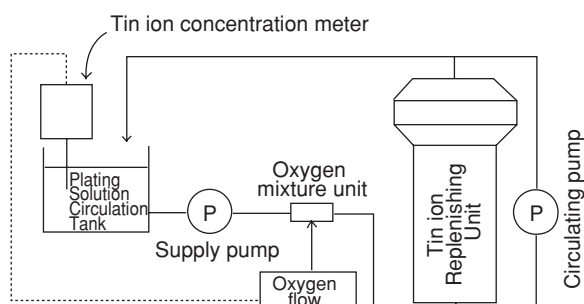 Tin ion concentration meter
Plating
Solution
Circulation
Tank
P
Supply pump
Oxygen
mixture unit
Oxygen
flow
Tin ion
Replenishing
Unit
P
Circulating pump